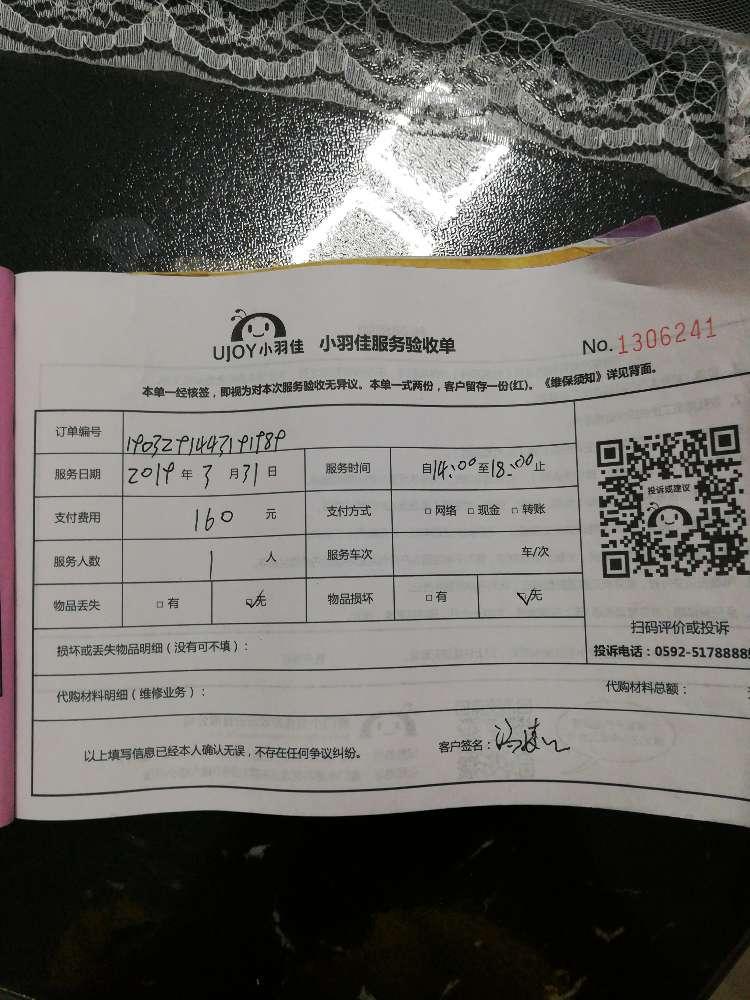 UJOY小羽佳 小羽佳服务验收单 No.1306241
本单一经核签，即视为对本次服务验收无异议。本单一式两份，客户留存一份(红)。《维保须知》详见背面。
订单编号
服务日期 2019 年 3 月 31 日 服务时间 自14:00至18:00止
支付费用 160 元 支付方式 □网络 □现金 □转账
服务人数 1 人 服务车次 车/次
物品丢失 □有 ☑无 物品损坏 □有 ☑无
投诉或建议
扫码评价或投诉
投诉电话：0592-5178888
损坏或丢失物品明细（没有可不填）：
代购材料明细（维修业务）： 代购材料总额：
以上填写信息已经本人确认无误，不存在任何争议纠纷。 客户签名：